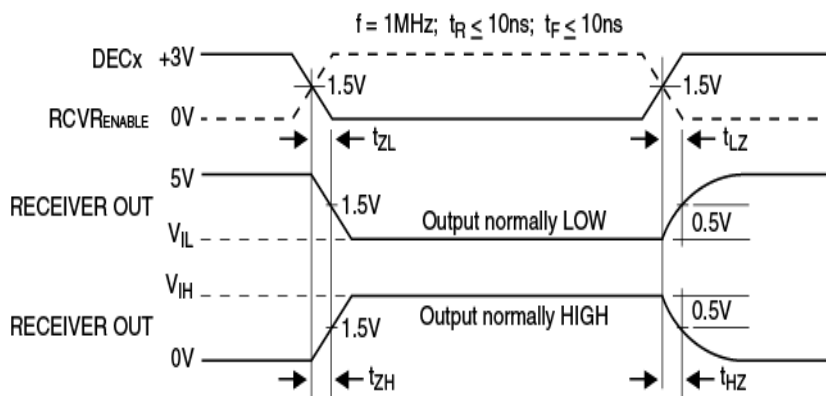 f = 1MHz; tR ≤ 10ns; tF ≤ 10ns
DECx +3V
1.5V
1.5V
RCVRENABLE 0V
tZL
tLZ
5V
RECEIVER OUT
1.5V
Output normally LOW
0.5V
VIL
VIH
RECEIVER OUT
1.5V
Output normally HIGH
0.5V
0V
tZH
tHZ